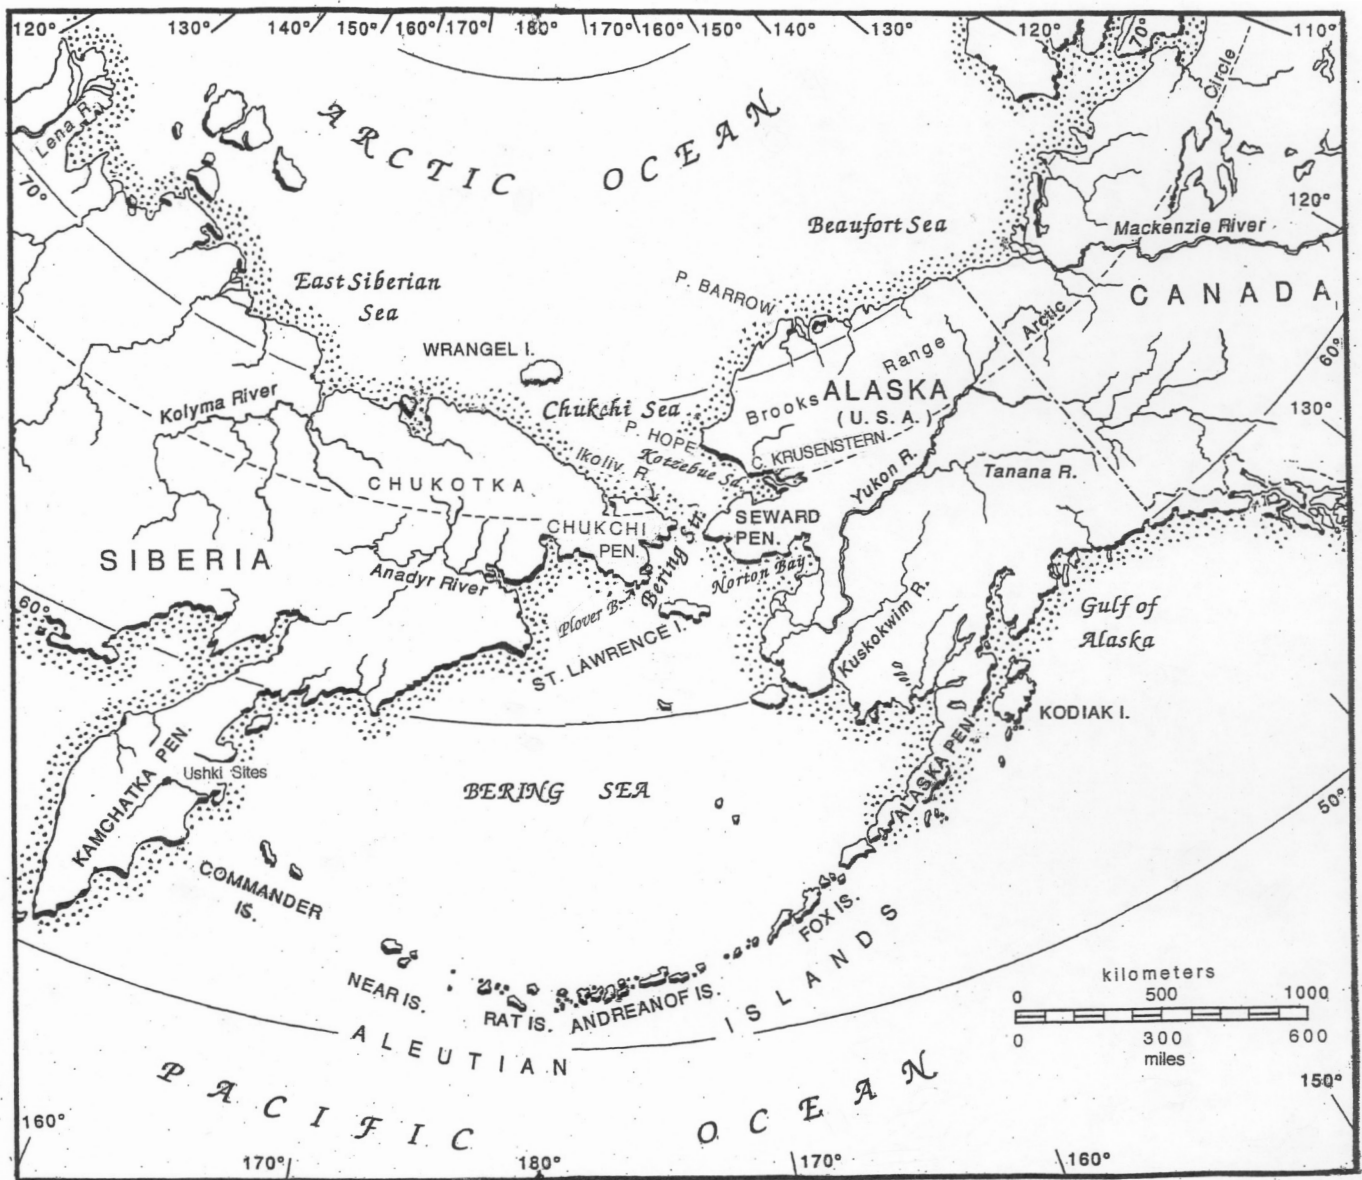 120° 130° 140° 150° 160° 170° 180° 170° 160° 150° 140° 130° 120° 70° 110°
Circle
ARCTIC OCEAN
Lena R.
70°
120°
Beaufort Sea
Mackenzie River
East Siberian
Sea
P. BARROW
CANADA
Arctic
WRANGEL I.
Range
60°
Kolyma River
Chukchi Sea
Brooks
ALASKA
(U.S.A.)
130°
P. HOPE
C. KRUSENSTERN
Kotzebue Sd.
Ikoliv. R.
Yukon R.
Tanana R.
CHUKOTKA
CHUKCHI
PEN.
SEWARD
PEN.
Bering Str.
SIBERIA
Anadyr River
Norton Bay
Plover B.
60°
Kuskokwim R.
Gulf of
Alaska
ST. LAWRENCE I.
KODIAK I.
KAMCHATKA PEN.
Ushki Sites
BERING SEA
ALASKA PEN.
50°
COMMANDER
IS.
FOX IS.
NEAR IS.
RAT IS.
ANDREANOF IS.
ALEUTIAN ISLANDS
kilometers
0 500 1000
0 300 600
miles
PACIFIC OCEAN
150°
160°
170° 180° 170° 160°